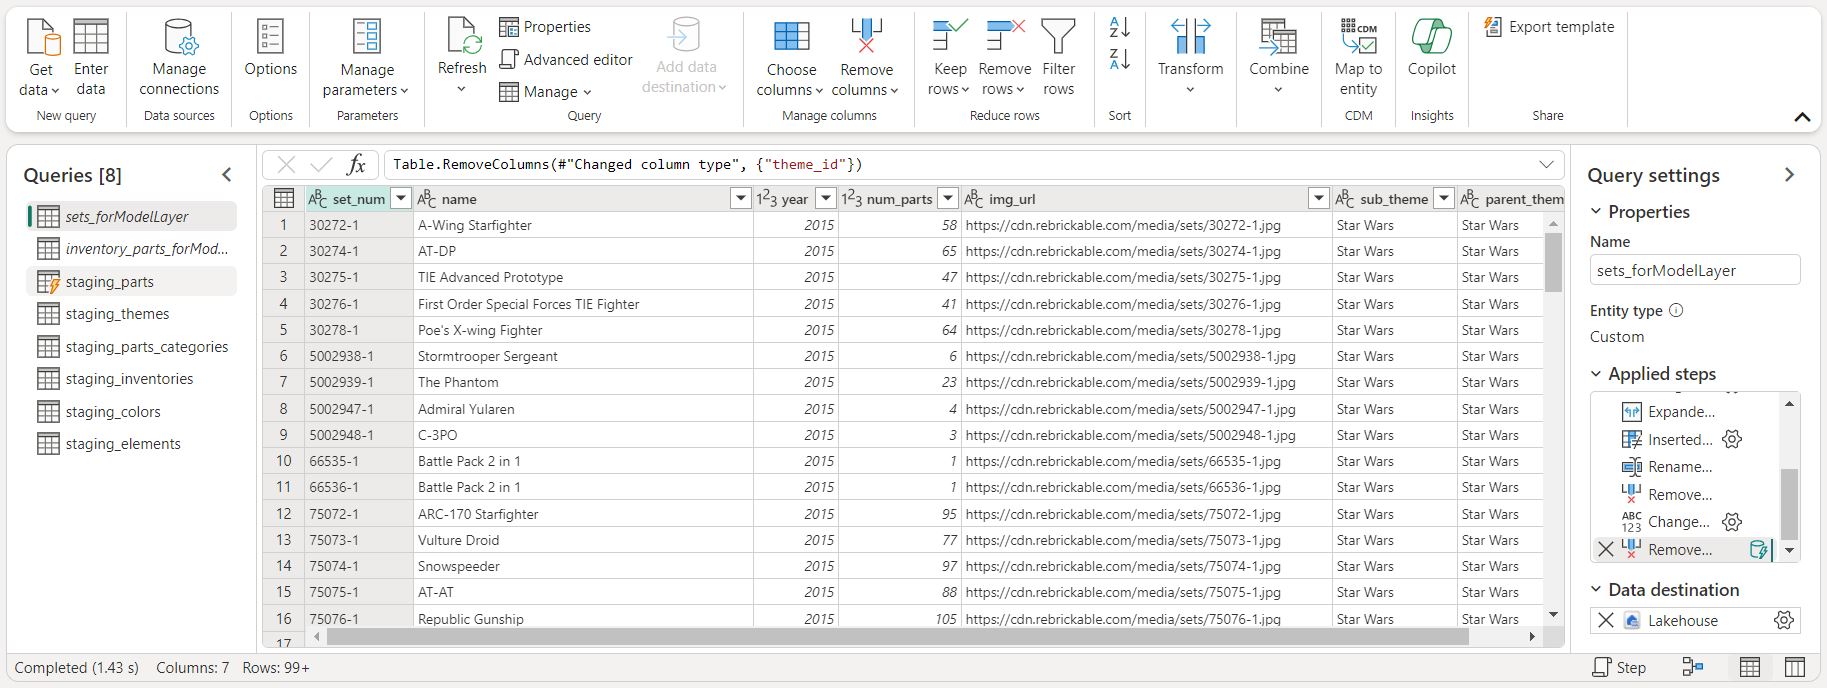 Get data
Enter data
New query
Manage connections
Data sources
Options
Options
Manage parameters
Parameters
Refresh
Properties
Advanced editor
Manage
Add data destination
Query
Choose columns
Remove columns
Manage columns
Keep rows
Remove rows
Filter rows
Reduce rows
A Z
Z A
Sort
Transform
Combine
CDM
Map to entity
CDM
Copilot
Insights
Export template
Share
Queries [8]
sets_forModelLayer
inventory_parts_forMod...
staging_parts
staging_themes
staging_parts_categories
staging_inventories
staging_colors
staging_elements
fx Table.RemoveColumns(#"Changed column type", {"theme_id"})
ABC set_num ABC name 123 year 123 num_parts ABC img_url ABC sub_theme ABC parent_them
1 30272-1 A-Wing Starfighter 2015 58 https://cdn.rebrickable.com/media/sets/30272-1.jpg Star Wars Star Wars
2 30274-1 AT-DP 2015 65 https://cdn.rebrickable.com/media/sets/30274-1.jpg Star Wars Star Wars
3 30275-1 TIE Advanced Prototype 2015 47 https://cdn.rebrickable.com/media/sets/30275-1.jpg Star Wars Star Wars
4 30276-1 First Order Special Forces TIE Fighter 2015 41 https://cdn.rebrickable.com/media/sets/30276-1.jpg Star Wars Star Wars
5 30278-1 Poe's X-wing Fighter 2015 64 https://cdn.rebrickable.com/media/sets/30278-1.jpg Star Wars Star Wars
6 5002938-1 Stormtrooper Sergeant 2015 6 https://cdn.rebrickable.com/media/sets/5002938-1.jpg Star Wars Star Wars
7 5002939-1 The Phantom 2015 23 https://cdn.rebrickable.com/media/sets/5002939-1.jpg Star Wars Star Wars
8 5002947-1 Admiral Yularen 2015 4 https://cdn.rebrickable.com/media/sets/5002947-1.jpg Star Wars Star Wars
9 5002948-1 C-3PO 2015 3 https://cdn.rebrickable.com/media/sets/5002948-1.jpg Star Wars Star Wars
10 66535-1 Battle Pack 2 in 1 2015 1 https://cdn.rebrickable.com/media/sets/66535-1.jpg Star Wars Star Wars
11 66536-1 Battle Pack 2 in 1 2015 1 https://cdn.rebrickable.com/media/sets/66536-1.jpg Star Wars Star Wars
12 75072-1 ARC-170 Starfighter 2015 95 https://cdn.rebrickable.com/media/sets/75072-1.jpg Star Wars Star Wars
13 75073-1 Vulture Droid 2015 77 https://cdn.rebrickable.com/media/sets/75073-1.jpg Star Wars Star Wars
14 75074-1 Snowspeeder 2015 97 https://cdn.rebrickable.com/media/sets/75074-1.jpg Star Wars Star Wars
15 75075-1 AT-AT 2015 88 https://cdn.rebrickable.com/media/sets/75075-1.jpg Star Wars Star Wars
16 75076-1 Republic Gunship 2015 105 https://cdn.rebrickable.com/media/sets/75076-1.jpg Star Wars Star Wars
17
Query settings
Properties
Name
sets_forModelLayer
Entity type
Custom
Applied steps
Expande...
Inserted...
Rename...
Remove...
ABC 123 Change...
Remove...
Data destination
Lakehouse
Completed (1.43 s) Columns: 7 Rows: 99+
Step